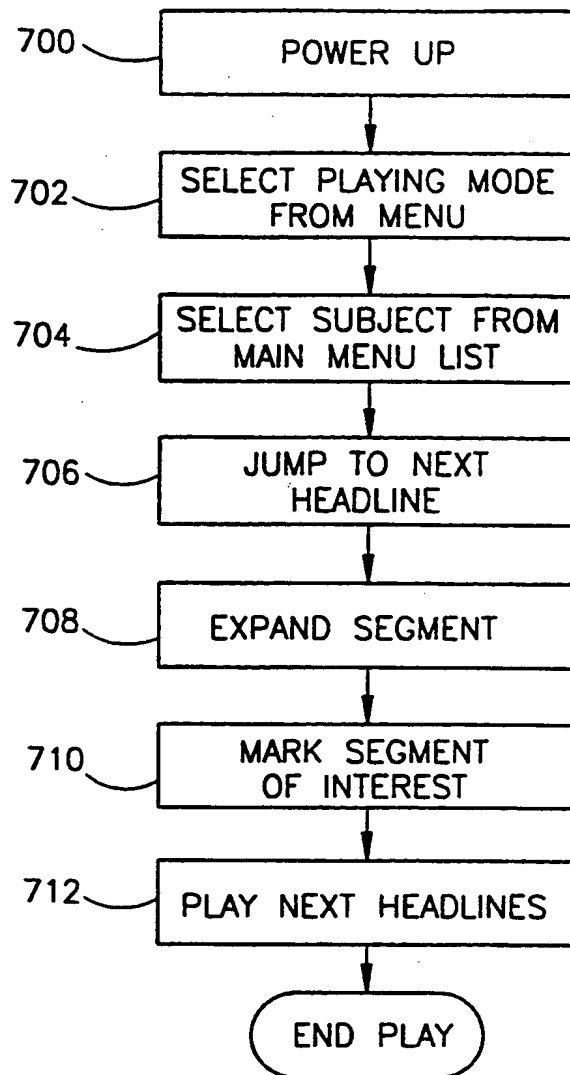 700
POWER UP
702
SELECT PLAYING MODE
FROM MENU
704
SELECT SUBJECT FROM
MAIN MENU LIST
706
JUMP TO NEXT
HEADLINE
708
EXPAND SEGMENT
710
MARK SEGMENT
OF INTEREST
712
PLAY NEXT HEADLINES
END PLAY